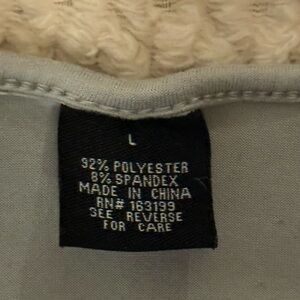 L
92% POLYESTER
8% SPANDEX
MADE IN CHINA
RN# 163199
SEE REVERSE
FOR CARE